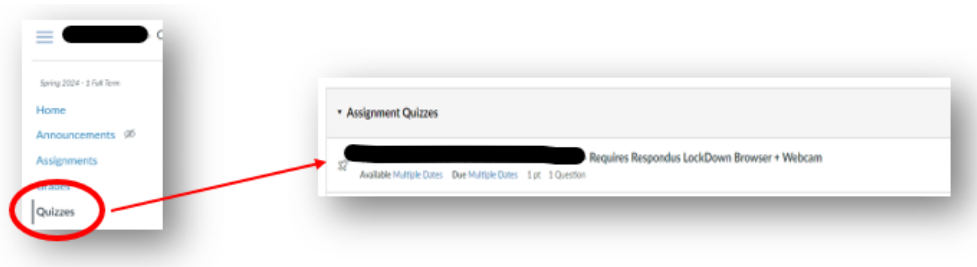 Spring 2024 - 1 Full Term
Home
Announcements
Assignments
Grades
Quizzes
Assignment Quizzes
Requires Respondus LockDown Browser + Webcam
Available Multiple Dates Due Multiple Dates 1 pt 1 Question